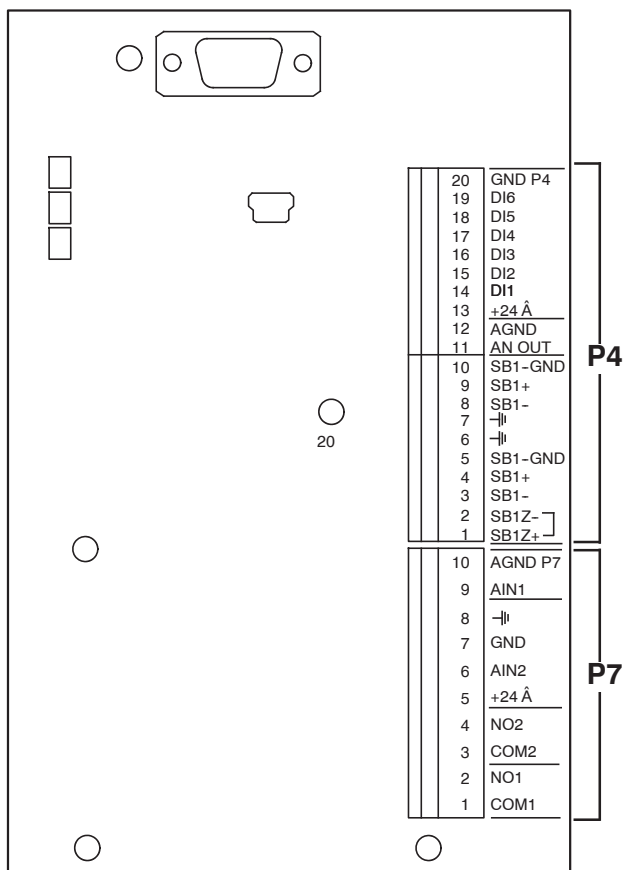 20 GND P4
19 DI6
18 DI5
17 DI4
16 DI3
15 DI2
14 DI1
13 +24 Â
12 AGND
11 AN OUT
10 SB1-GND
9 SB1+
8 SB1-
7
6
5 SB1-GND
4 SB1+
3 SB1-
2 SB1Z-
1 SB1Z+
P4
20
10 AGND P7
9 AIN1
8
7 GND
6 AIN2
5 +24 Â
4 NO2
3 COM2
2 NO1
1 COM1
P7